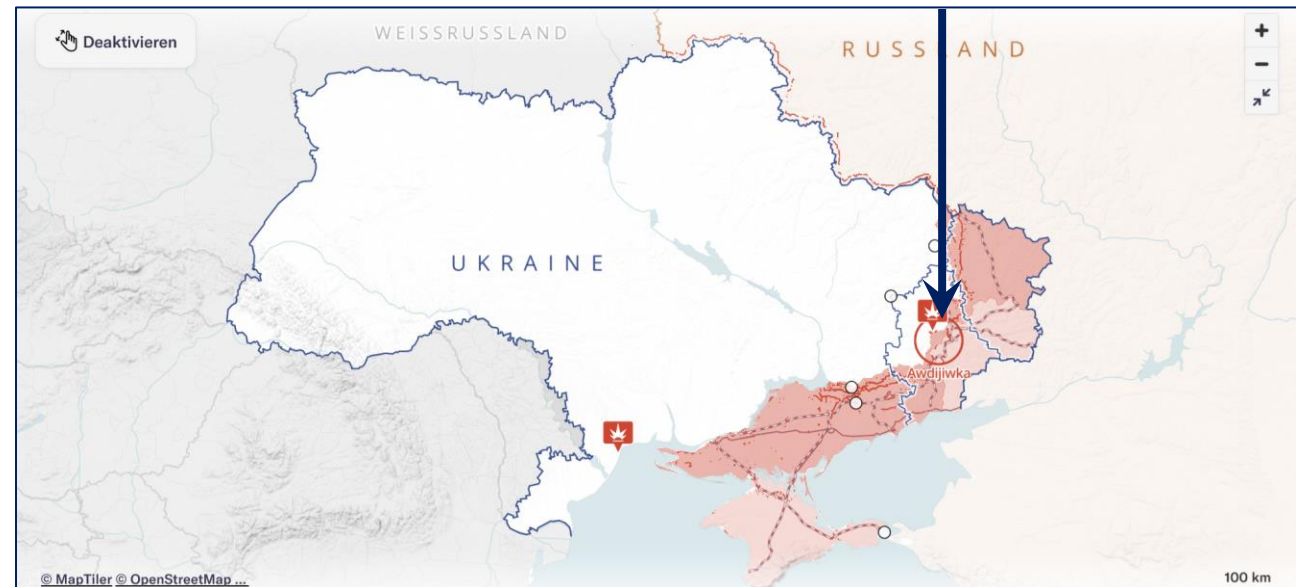 Deaktivieren
WEISSRUSSLAND
RUSSLAND
+
−
UKRAINE
Awdijiwka
© MapTiler © OpenStreetMap ...
100 km